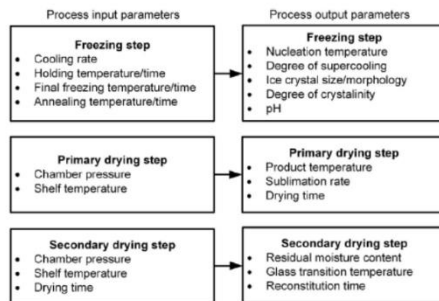 Process input parameters
Process output parameters
Freezing step
• Cooling rate
• Holding temperature/time
• Final freezing temperature/time
• Annealing temperature/time
Freezing step
• Nucleation temperature
• Degree of supercooling
• Ice crystal size/morphology
• Degree of crystalinity
• pH
Primary drying step
• Chamber pressure
• Shelf temperature
Primary drying step
• Product temperature
• Sublimation rate
• Drying time
Secondary drying step
• Chamber pressure
• Shelf temperature
• Drying time
Secondary drying step
• Residual moisture content
• Glass transition temperature
• Reconstitution time